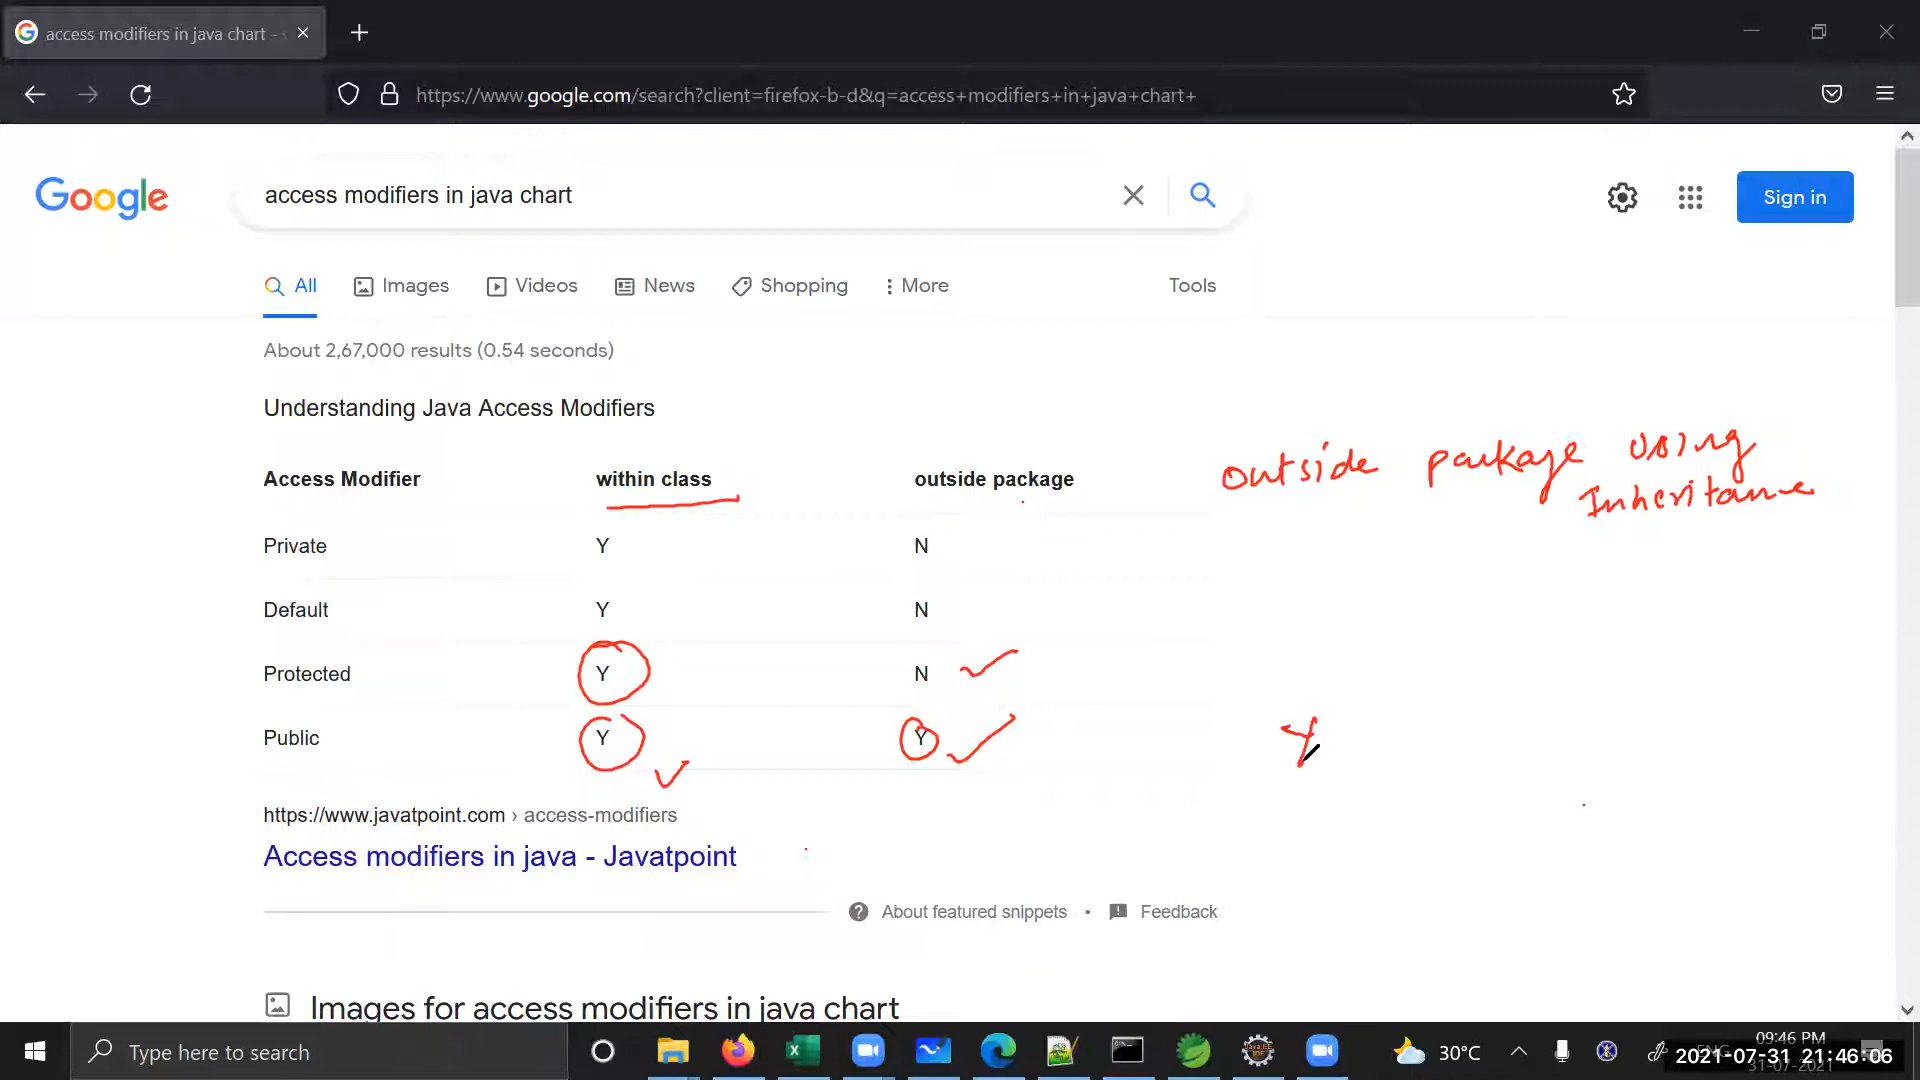 access modifiers in java chart -
https://www.google.com/search?client=firefox-b-d&q=access+modifiers+in+java+chart+
Google
access modifiers in java chart
Sign in
All Images Videos News Shopping More Tools
About 2,67,000 results (0.54 seconds)
Understanding Java Access Modifiers
Access Modifier within class outside package
outside package using
Inheritance
Private Y N
Default Y N
Protected Y N
Public Y Y Y
https://www.javatpoint.com › access-modifiers
Access modifiers in java - Javatpoint
About featured snippets • Feedback
Images for access modifiers in java chart
Type here to search
30°C
ENG
09:46 PM
2021-07-31 21:46:06
31-07-2021